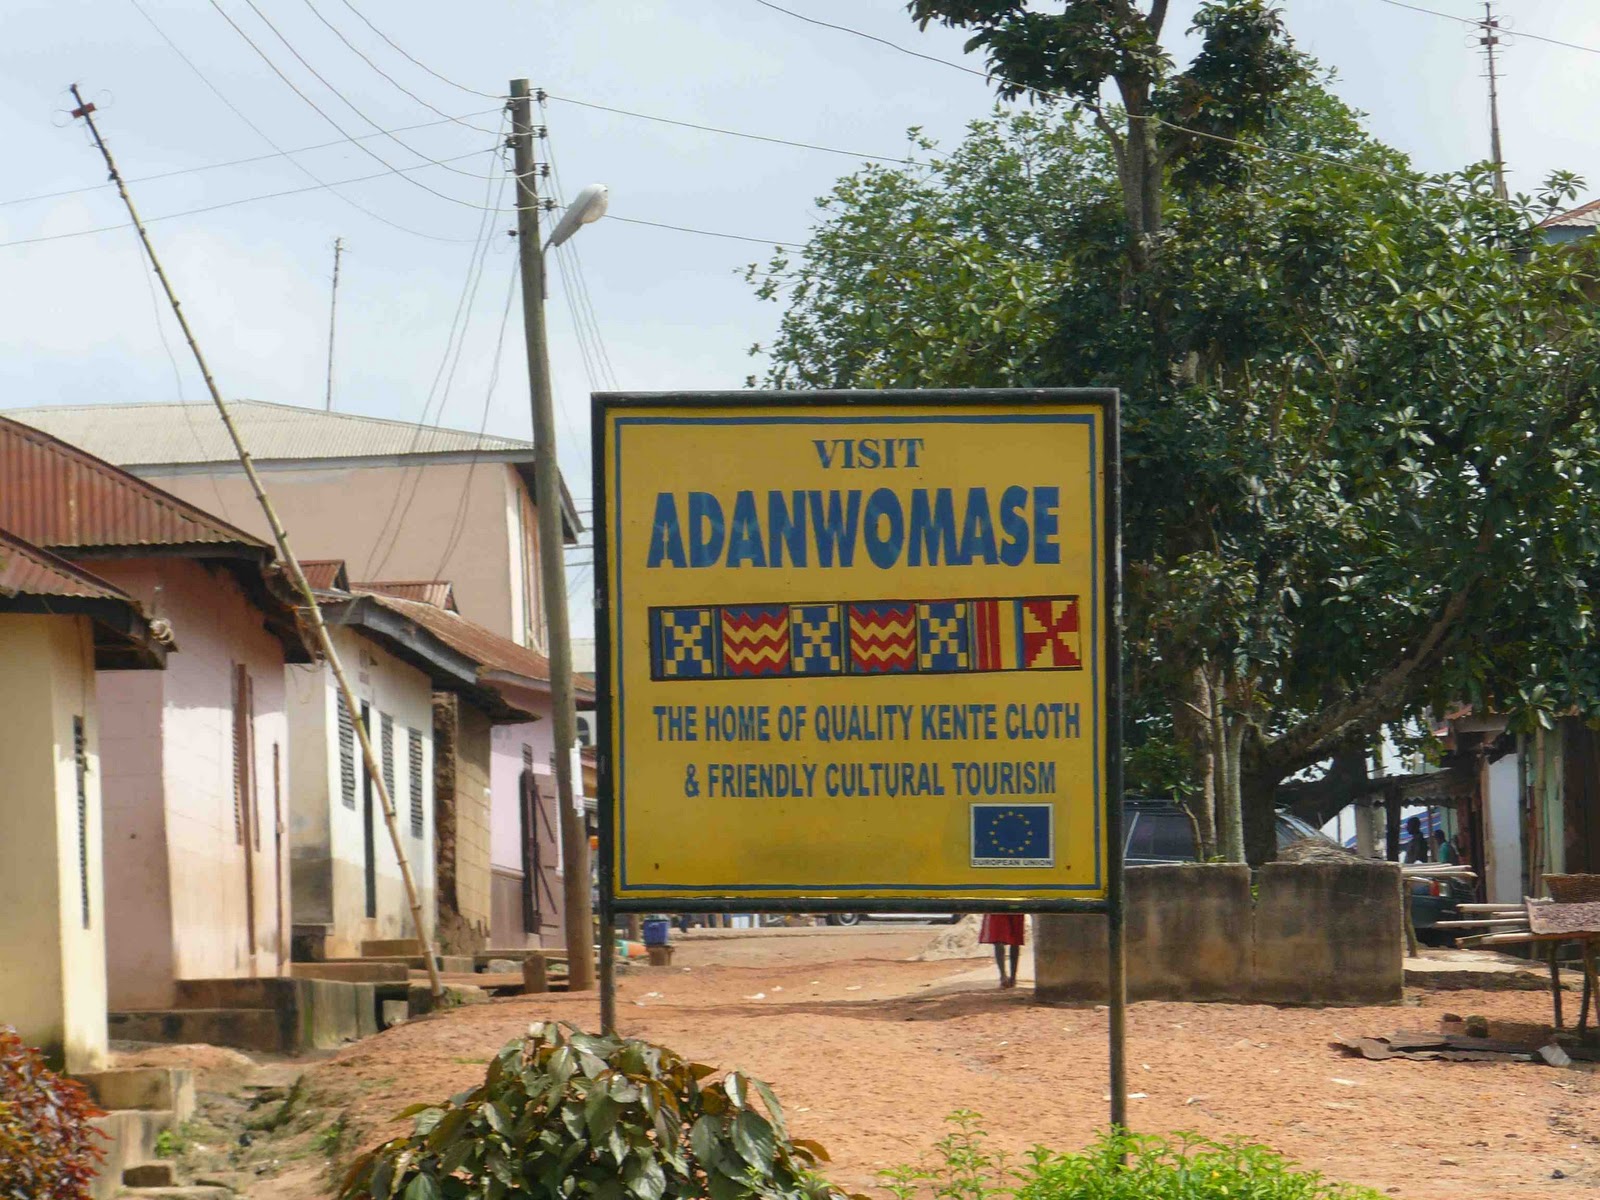 VISIT
ADANWOMASE
THE HOME OF QUALITY KENTE CLOTH
& FRIENDLY CULTURAL TOURISM
EUROPEAN UNION